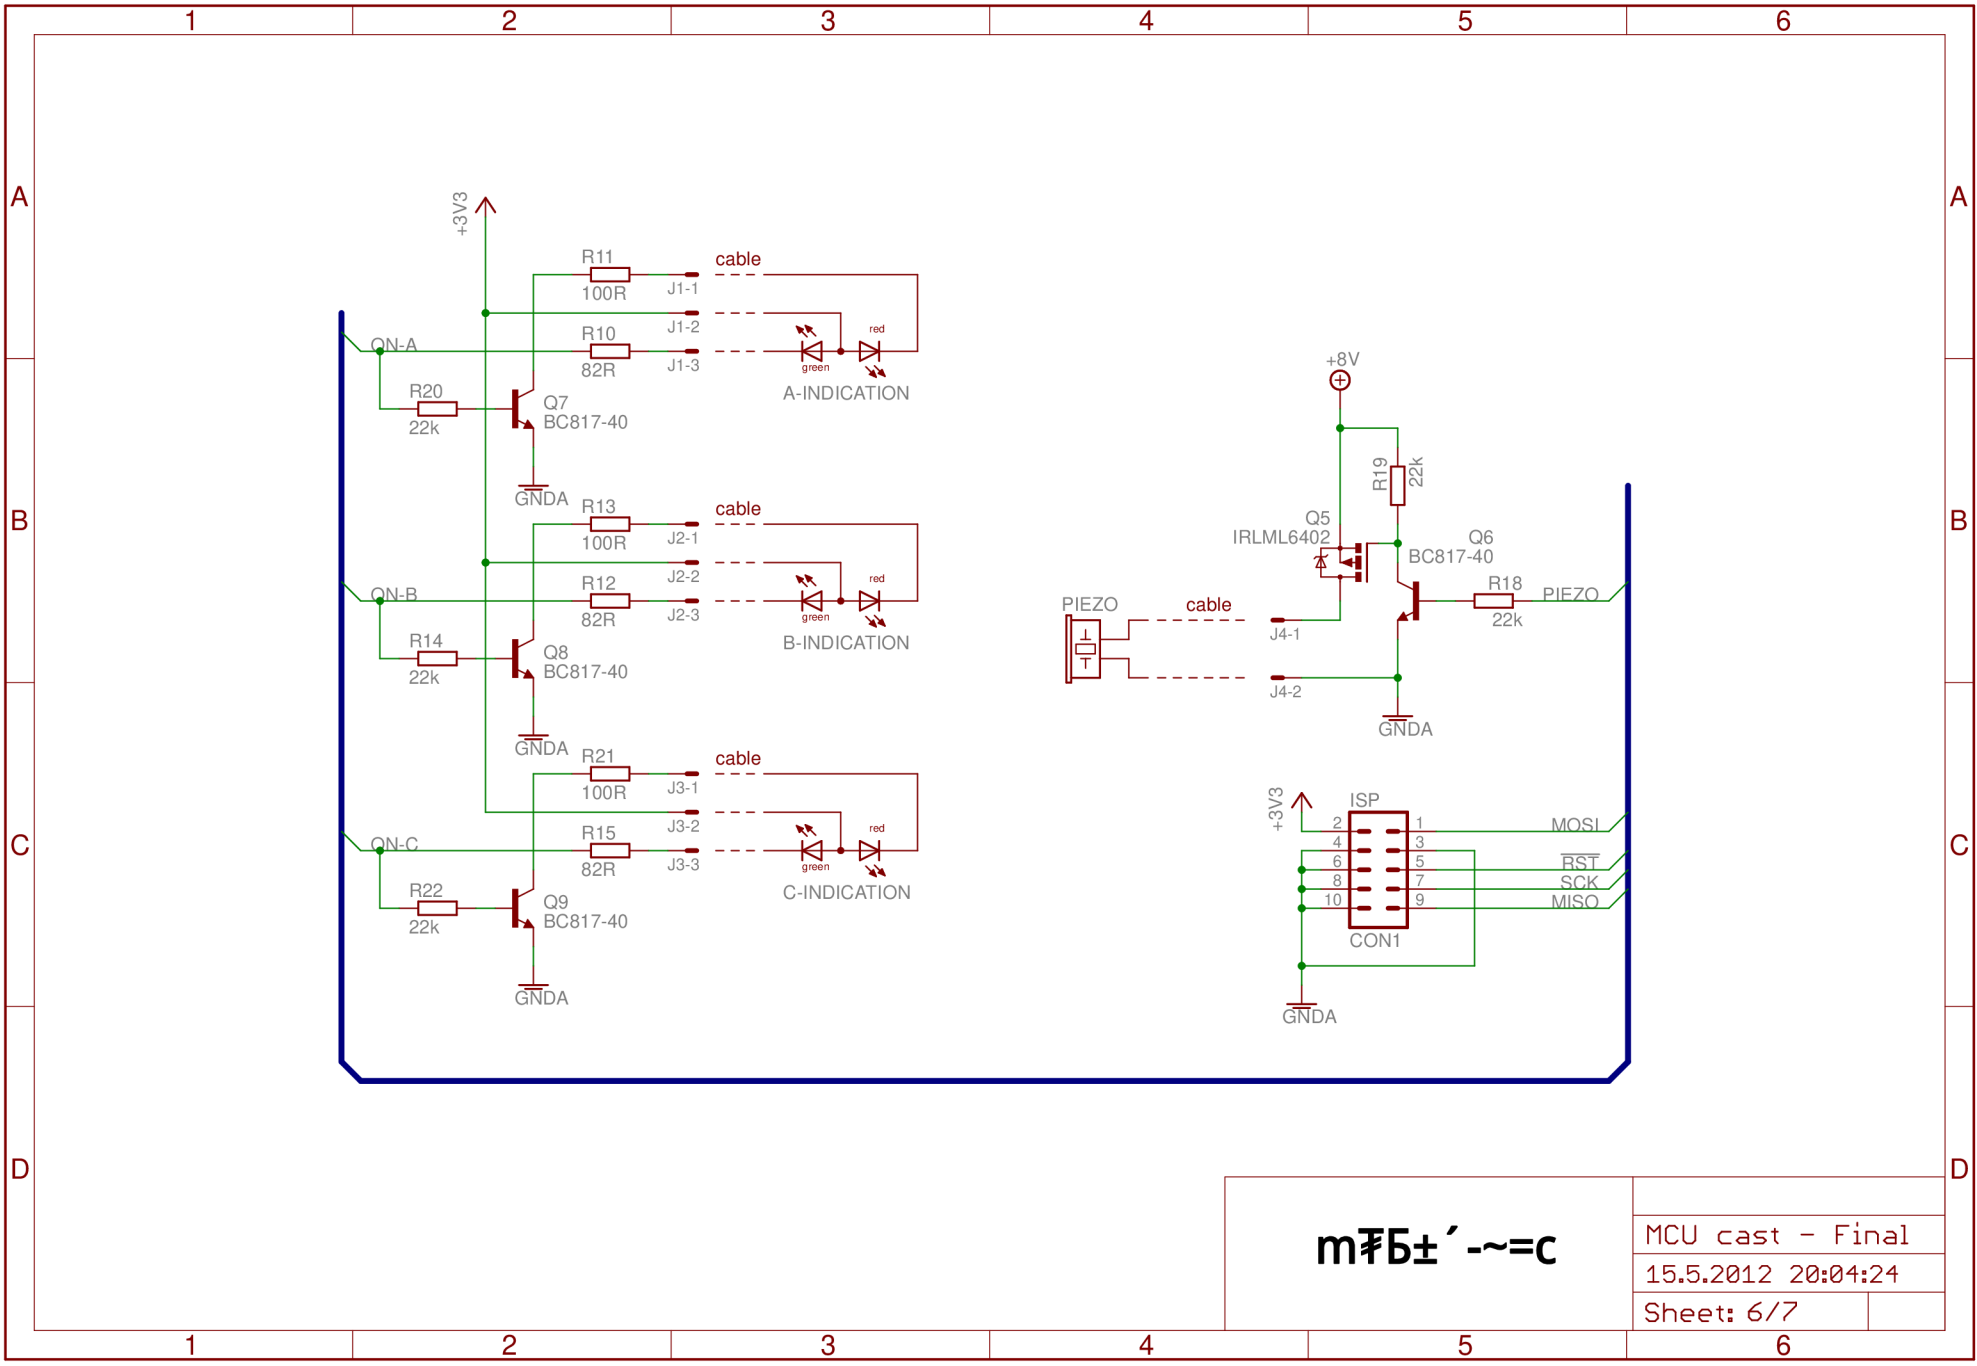 1 2 3 4 5 6
A
B
C
D
A
B
C
D
+3V3
R11
100R
J1-1
cable
J1-2
ON-A
R10
82R
J1-3
green
red
A-INDICATION
R20
22k
Q7
BC817-40
GNDA
R13
100R
J2-1
cable
J2-2
ON-B
R12
82R
J2-3
green
red
B-INDICATION
R14
22k
Q8
BC817-40
GNDA
R21
100R
J3-1
cable
J3-2
ON-C
R15
82R
J3-3
green
red
C-INDICATION
R22
22k
Q9
BC817-40
GNDA
+8V
R19
22k
Q5
IRLML6402
Q6
BC817-40
R18
22k
PIEZO
PIEZO
cable
J4-1
J4-2
GNDA
+3V3
ISP
2 1 MOSI
4 3
6 5 RST
8 7 SCK
10 9 MISO
CON1
GNDA
m₮Б±´-~=c
MCU cast - Final
15.5.2012 20:04:24
Sheet: 6/7
1 2 3 4 5 6